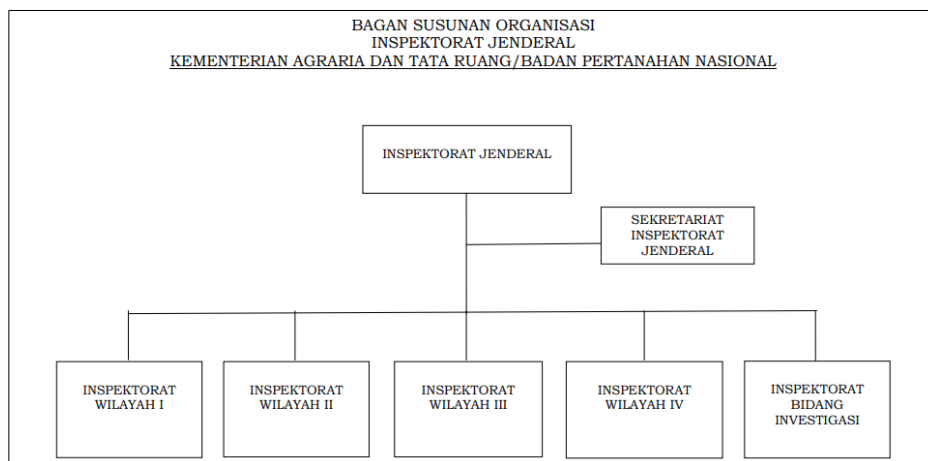 BAGAN SUSUNAN ORGANISASI
INSPEKTORAT JENDERAL
KEMENTERIAN AGRARIA DAN TATA RUANG/BADAN PERTANAHAN NASIONAL
INSPEKTORAT JENDERAL
SEKRETARIAT
INSPEKTORAT
JENDERAL
INSPEKTORAT
WILAYAH I
INSPEKTORAT
WILAYAH II
INSPEKTORAT
WILAYAH III
INSPEKTORAT
WILAYAH IV
INSPEKTORAT
BIDANG
INVESTIGASI